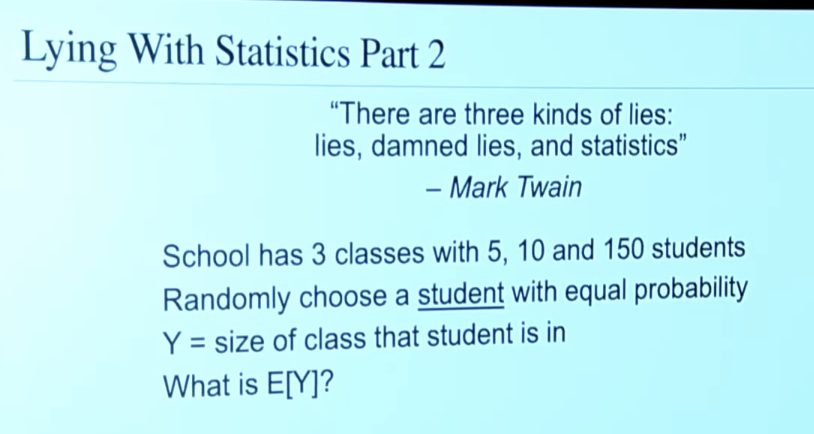 Lying With Statistics Part 2
“There are three kinds of lies:
lies, damned lies, and statistics”
– Mark Twain
School has 3 classes with 5, 10 and 150 students
Randomly choose a student with equal probability
Y = size of class that student is in
What is E[Y]?